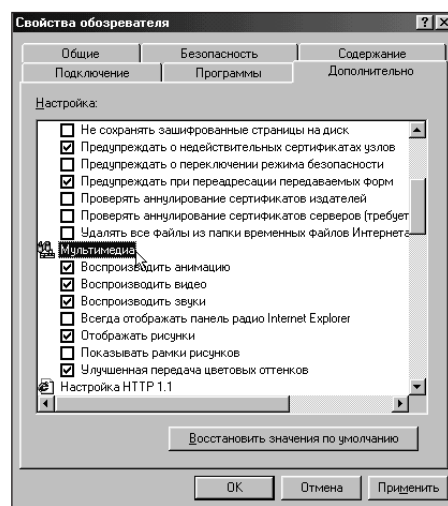 Свойства обозревателя
Общие Безопасность Содержание
Подключение Программы Дополнительно
Настройка:
Не сохранять зашифрованные страницы на диск
Предупреждать о недействительных сертификатах узлов
Предупреждать о переключении режима безопасности
Предупреждать при переадресации передаваемых форм
Проверять аннулирование сертификатов издателей
Проверять аннулирование сертификатов серверов (требует
Удалять все файлы из папки временных файлов Интернета
Мультимедиа
Воспроизводить анимацию
Воспроизводить видео
Воспроизводить звуки
Всегда отображать панель радио Internet Explorer
Отображать рисунки
Показывать рамки рисунков
Улучшенная передача цветовых оттенков
Настройка HTTP 1.1
Восстановить значения по умолчанию
OK Отмена Применить